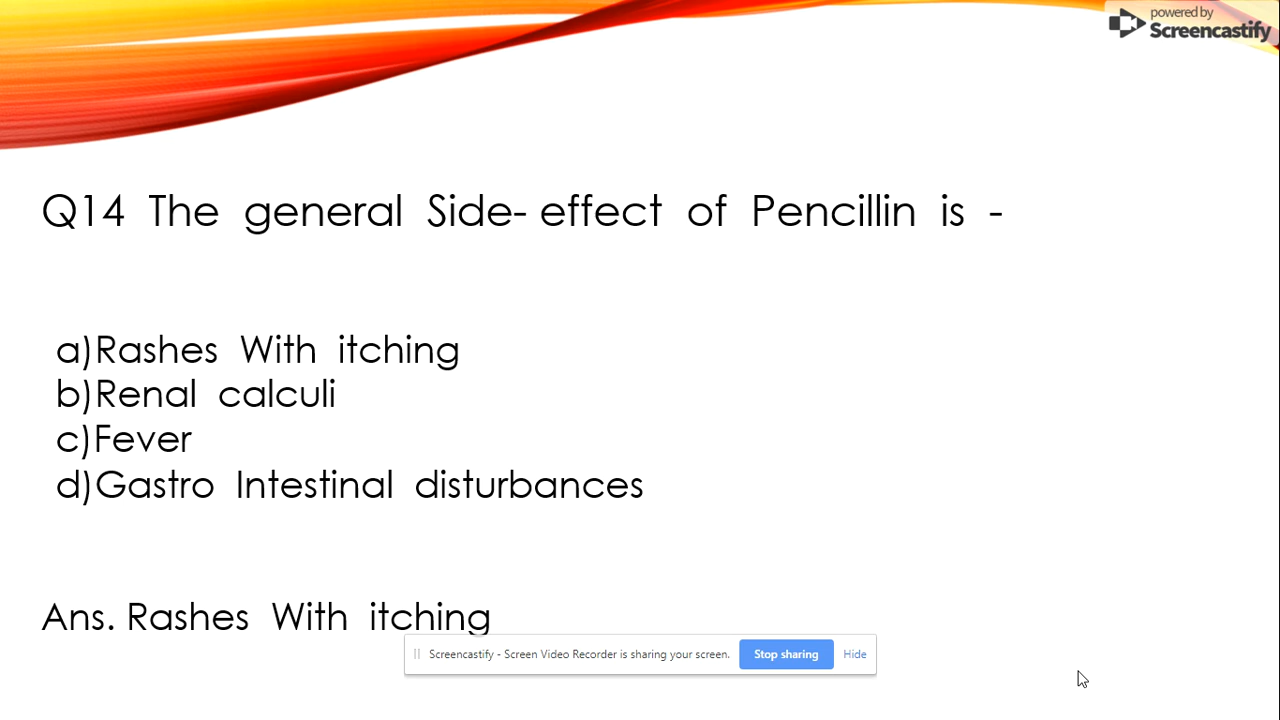 powered by
Screencastify
Q14 The general Side- effect of Pencillin is -
a)Rashes With itching
b)Renal calculi
c)Fever
d)Gastro Intestinal disturbances
Ans. Rashes With itching
Screencastify - Screen Video Recorder is sharing your screen. Stop sharing Hide